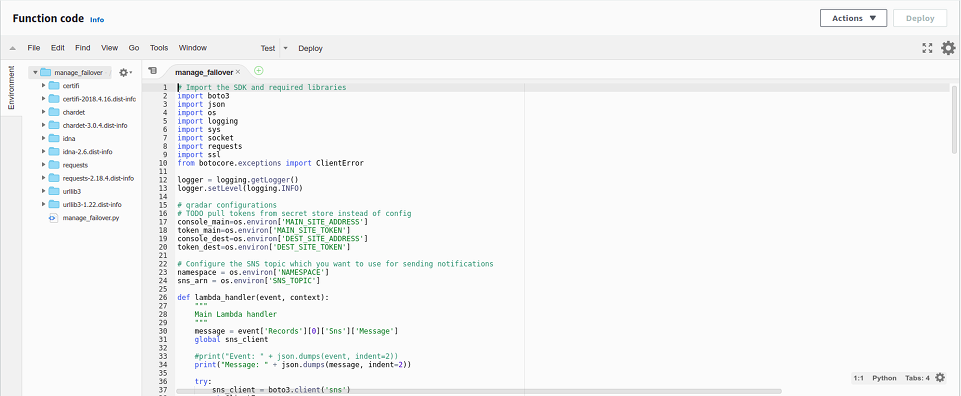 Function code Info
Actions Deploy
File Edit Find View Go Tools Window Test Deploy
Environment
manage_failover
certifi
certifi-2018.4.16.dist-infc
chardet
chardet-3.0.4.dist-info
idna
idna-2.6.dist-info
requests
requests-2.18.4.dist-info
urllib3
urllib3-1.22.dist-info
manage_failover.py
manage_failover
1 # Import the SDK and required libraries
2 import boto3
3 import json
4 import os
5 import logging
6 import sys
7 import socket
8 import requests
9 import ssl
10 from botocore.exceptions import ClientError
11
12 logger = logging.getLogger()
13 logger.setLevel(logging.INFO)
14
15 # qradar configurations
16 # TODO pull tokens from secret store instead of config
17 console_main=os.environ['MAIN_SITE_ADDRESS']
18 token_main=os.environ['MAIN_SITE_TOKEN']
19 console_dest=os.environ['DEST_SITE_ADDRESS']
20 token_dest=os.environ['DEST_SITE_TOKEN']
21
22 # Configure the SNS topic which you want to use for sending notifications
23 namespace = os.environ['NAMESPACE']
24 sns_arn = os.environ['SNS_TOPIC']
25
26 def lambda_handler(event, context):
27 """
28 Main Lambda handler
29 """
30 message = event['Records'][0]['Sns']['Message']
31 global sns_client
32
33 #print("Event: " + json.dumps(event, indent=2))
34 print("Message: " + json.dumps(message, indent=2))
35
36 try:
37 sns_client = boto3.client('sns')
1:1 Python Tabs: 4